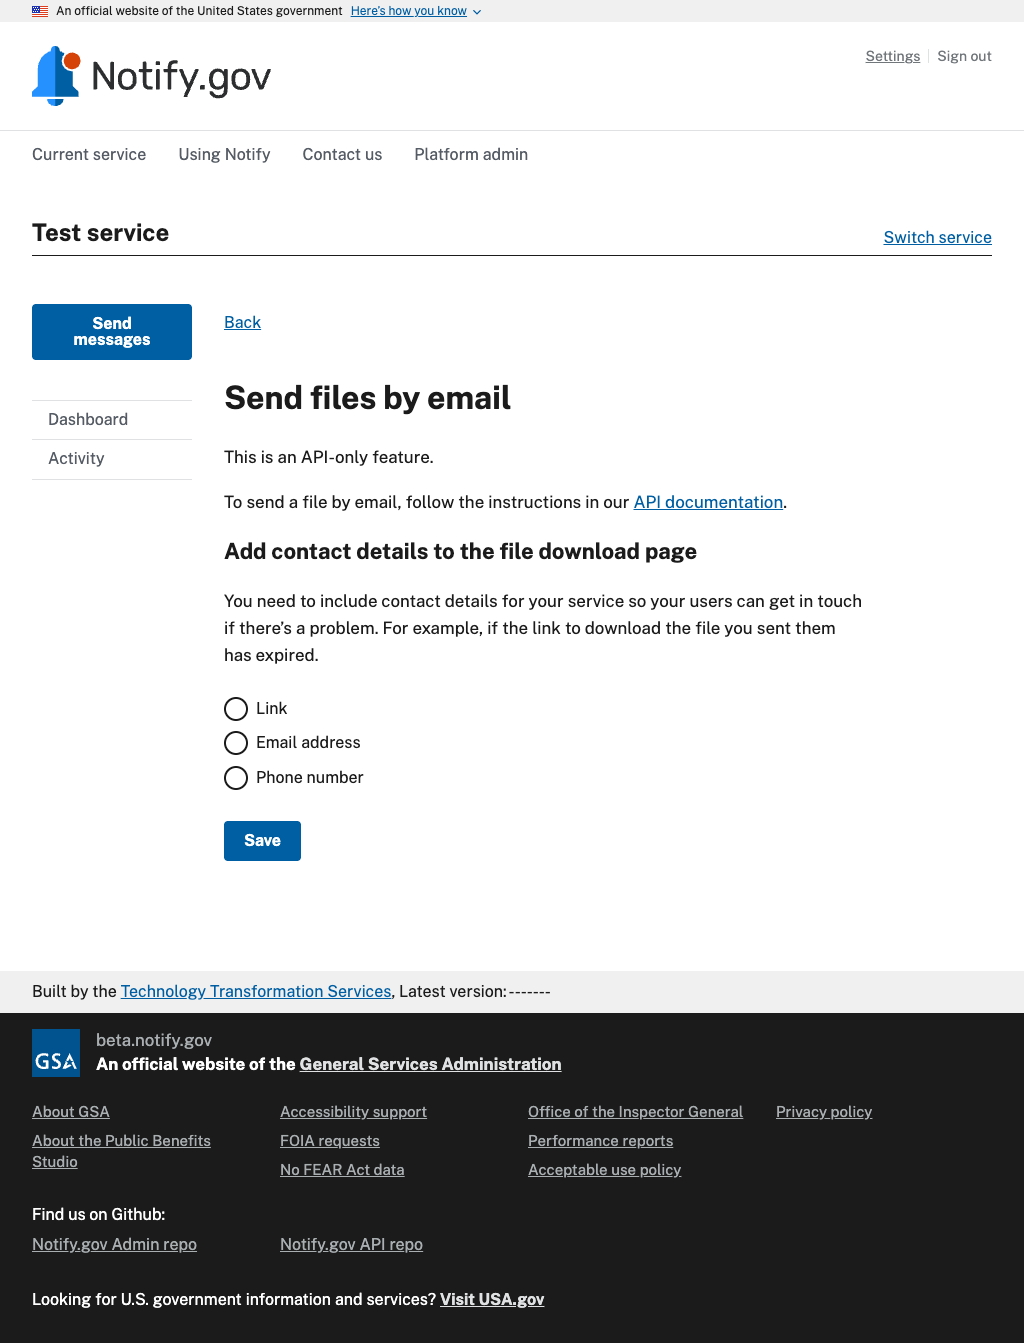 An official website of the United States government Here's how you know
Notify.gov
Settings Sign out
Current service Using Notify Contact us Platform admin
Test service
Switch service
Send
messages
Dashboard
Activity
Back
Send files by email
This is an API-only feature.
To send a file by email, follow the instructions in our API documentation.
Add contact details to the file download page
You need to include contact details for your service so your users can get in touch
if there’s a problem. For example, if the link to download the file you sent them
has expired.
Link
Email address
Phone number
Save
Built by the Technology Transformation Services, Latest version:-------
GSA
beta.notify.gov
An official website of the General Services Administration
About GSA
About the Public Benefits
Studio
Accessibility support
FOIA requests
No FEAR Act data
Office of the Inspector General
Performance reports
Acceptable use policy
Privacy policy
Find us on Github:
Notify.gov Admin repo
Notify.gov API repo
Looking for U.S. government information and services? Visit USA.gov